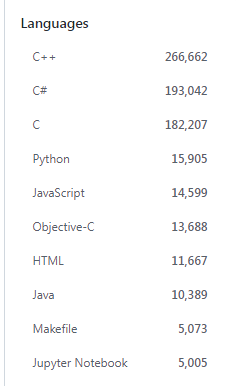 Languages
C++ 266,662
C# 193,042
C 182,207
Python 15,905
JavaScript 14,599
Objective-C 13,688
HTML 11,667
Java 10,389
Makefile 5,073
Jupyter Notebook 5,005